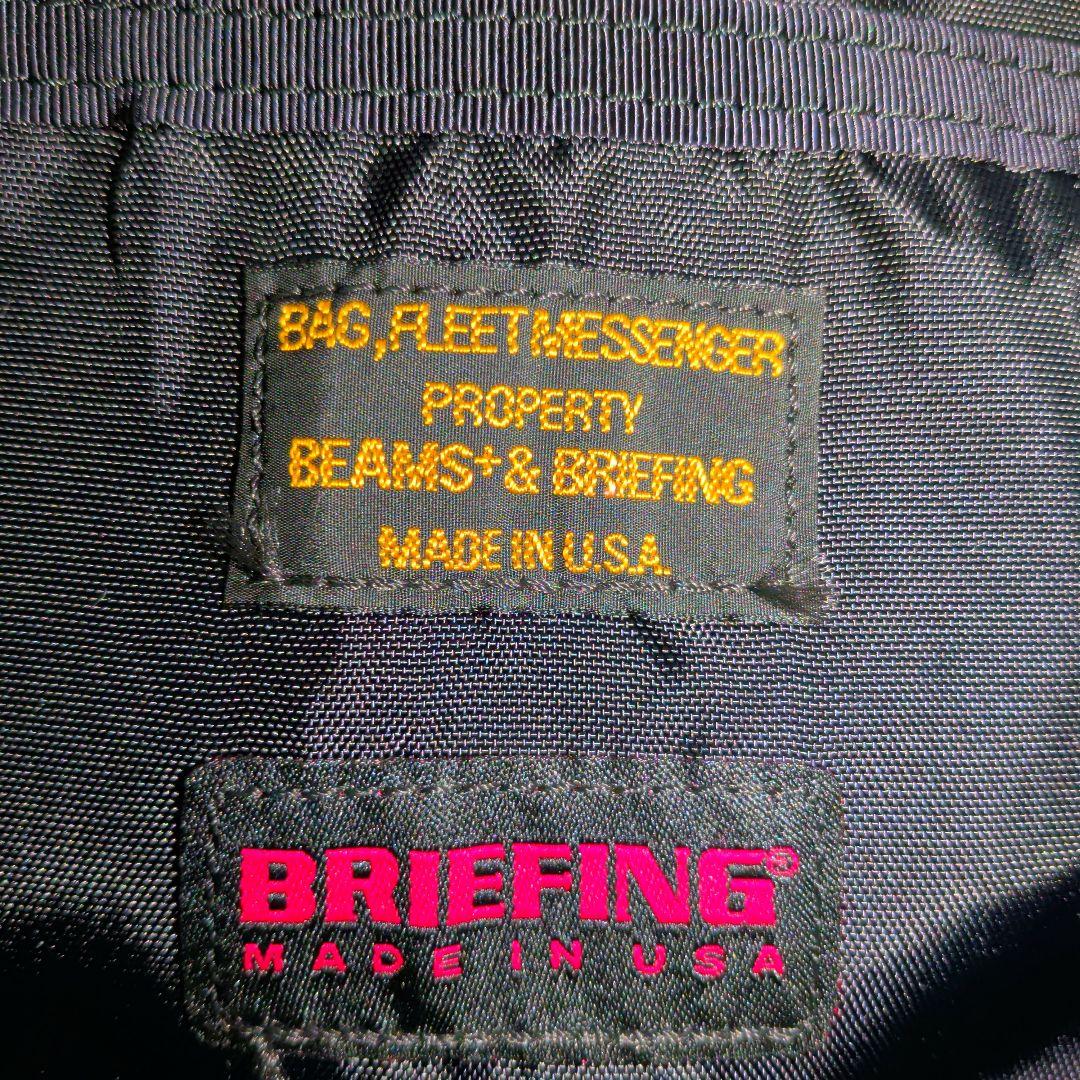 BAG, FLEET MESSENGER
PROPERTY
BEAMS+ & BRIEFING
MADE IN U.S.A.
BRIEFING®
MADE IN USA